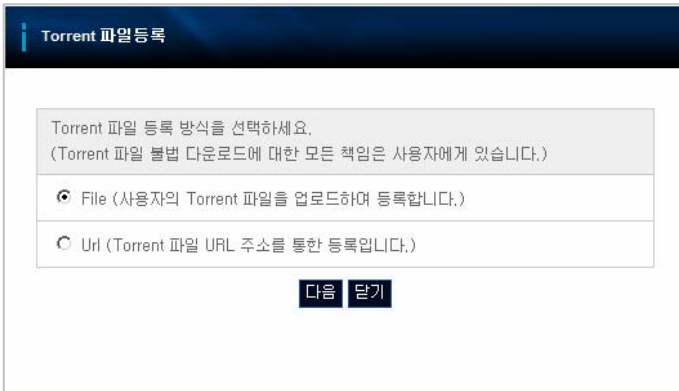 Torrent 파일등록
Torrent 파일 등록 방식을 선택하세요.
(Torrent 파일 불법 다운로드에 대한 모든 책임은 사용자에게 있습니다.)
File (사용자의 Torrent 파일을 업로드하여 등록합니다.)
Url (Torrent 파일 URL 주소를 통한 등록입니다.)
다음 닫기